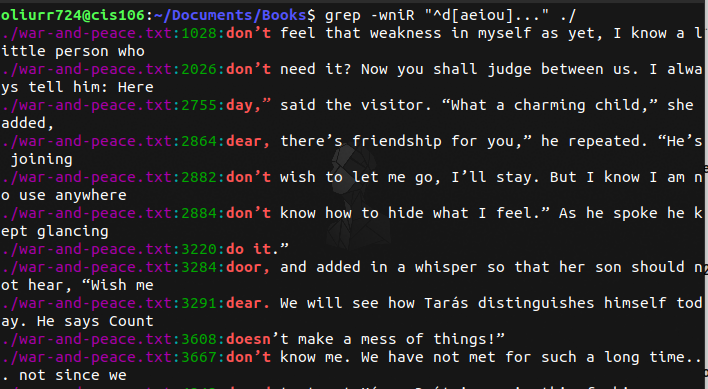 oliurr724@cis106:~/Documents/Books$ grep -wniR "^d[aeiou]..." ./
./war-and-peace.txt:1028:don’t feel that weakness in myself as yet, I know a l
ittle person who
./war-and-peace.txt:2026:don’t need it? Now you shall judge between us. I alwa
ys tell him: Here
./war-and-peace.txt:2755:day,” said the visitor. “What a charming child,” she
added,
./war-and-peace.txt:2864:dear, there’s friendship for you,” he repeated. “He’s
 joining
./war-and-peace.txt:2882:don’t wish to let me go, I’ll stay. But I know I am n
o use anywhere
./war-and-peace.txt:2884:don’t know how to hide what I feel.” As he spoke he k
ept glancing
./war-and-peace.txt:3220:do it.”
./war-and-peace.txt:3284:door, and added in a whisper so that her son should n
ot hear, “Wish me
./war-and-peace.txt:3291:dear. We will see how Tarás distinguishes himself tod
ay. He says Count
./war-and-peace.txt:3608:doesn’t make a mess of things!”
./war-and-peace.txt:3667:don’t know me. We have not met for such a long time..
. not since we